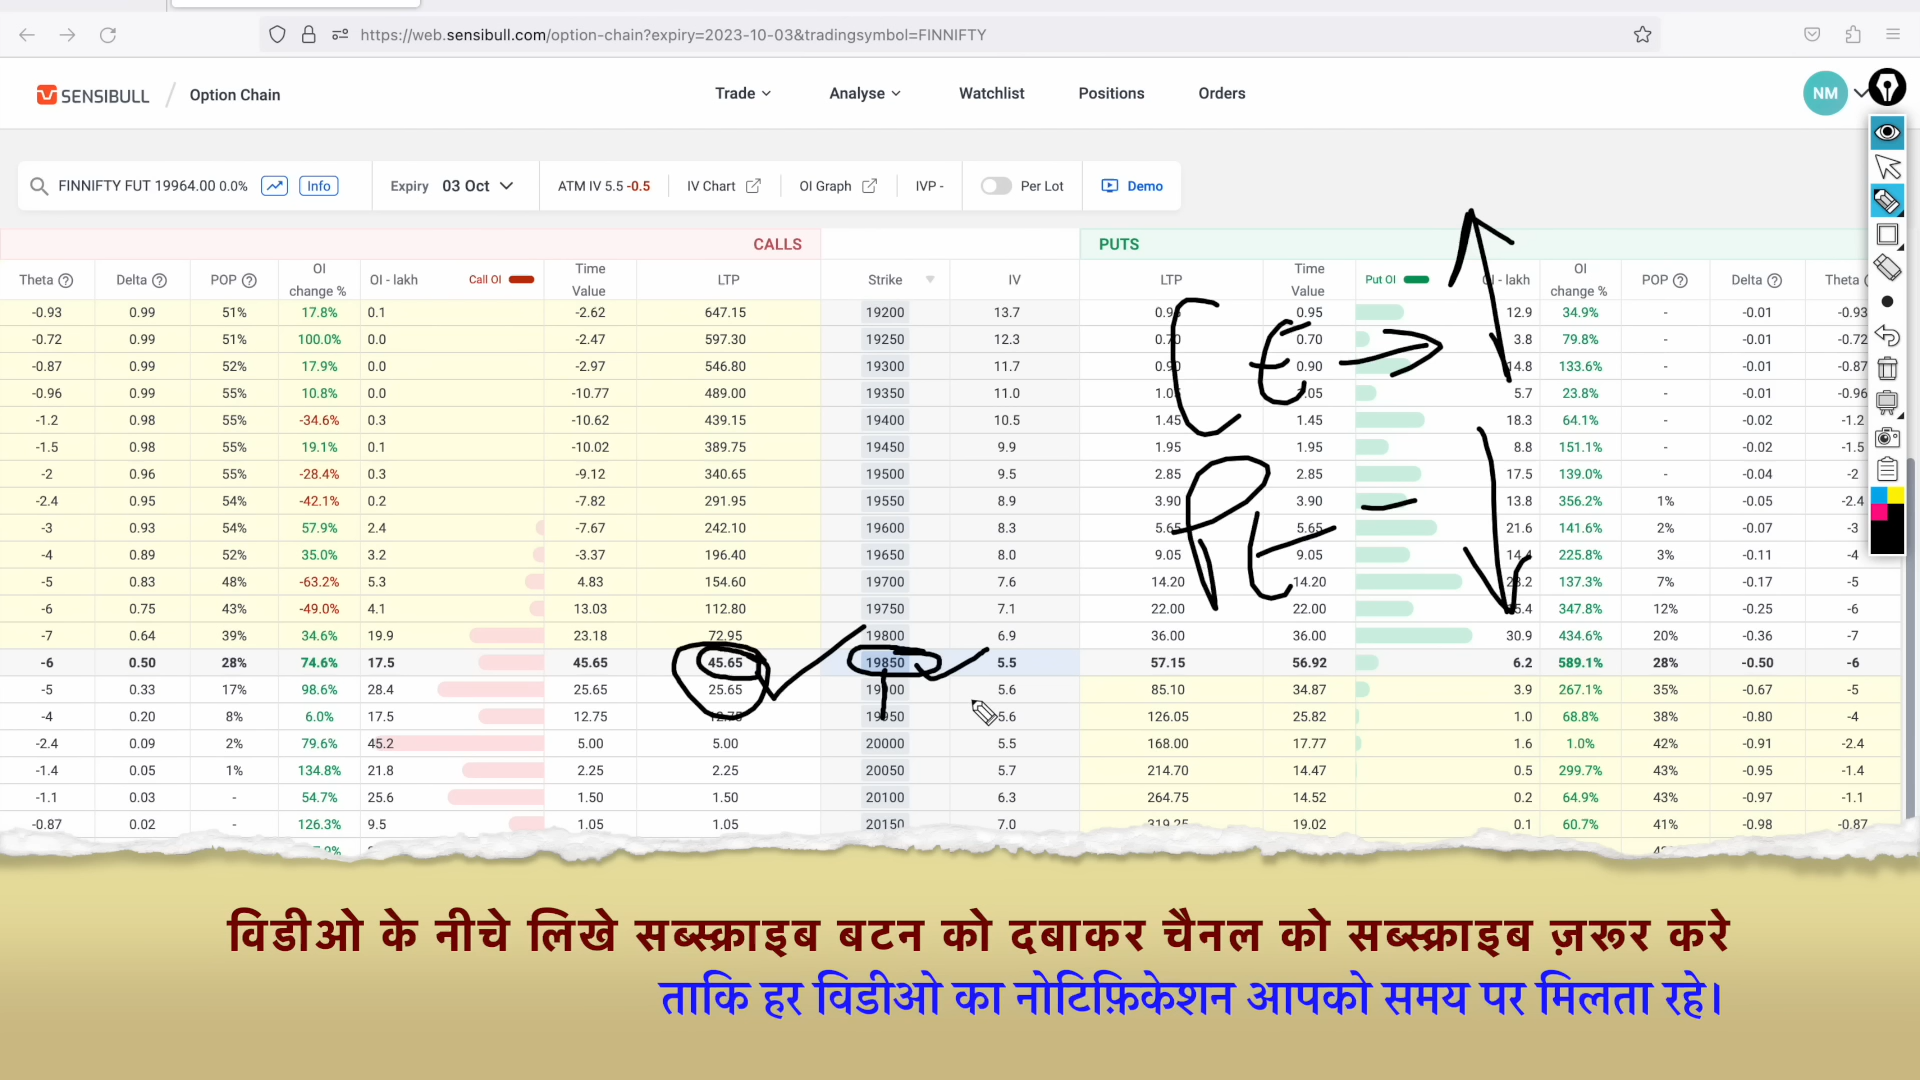 https://web.sensibull.com/option-chain?expiry=2023-10-03&tradingsymbol=FINNIFTY
SENSIBULL / Option Chain Trade Analyse Watchlist Positions Orders NM
FINNIFTY FUT 19964.00 0.0% Info Expiry 03 Oct ATM IV 5.5 -0.5 IV Chart OI Graph IVP - Per Lot Demo
CALLS PUTS
Theta Delta POP OI change % OI - lakh Call OI Time Value LTP Strike IV LTP Time Value Put OI - lakh OI change % POP Delta Theta
-0.93 0.99 51% 17.8% 0.1 -2.62 647.15 19200 13.7 0.95 0.95 12.9 34.9% - -0.01 -0.93
-0.72 0.99 51% 100.0% 0.0 -2.47 597.30 19250 12.3 0.70 0.70 3.8 79.8% - -0.01 -0.72
-0.87 0.99 52% 17.9% 0.0 -2.97 546.80 19300 11.7 0.90 0.90 14.8 133.6% - -0.01 -0.87
-0.96 0.99 55% 10.8% 0.0 -10.77 489.00 19350 11.0 1.05 1.05 5.7 23.8% - -0.01 -0.96
-1.2 0.98 55% -34.6% 0.3 -10.62 439.15 19400 10.5 1.45 1.45 18.3 64.1% - -0.02 -1.2
-1.5 0.98 55% 19.1% 0.1 -10.02 389.75 19450 9.9 1.95 1.95 8.8 151.1% - -0.02 -1.5
-2 0.96 55% -28.4% 0.3 -9.12 340.65 19500 9.5 2.85 2.85 17.5 139.0% - -0.04 -2
-2.4 0.95 54% -42.1% 0.2 -7.82 291.95 19550 8.9 3.90 3.90 13.8 356.2% 1% -0.05 -2.4
-3 0.93 54% 57.9% 2.4 -7.67 242.10 19600 8.3 5.65 5.65 21.6 141.6% 2% -0.07 -3
-4 0.89 52% 35.0% 3.2 -3.37 196.40 19650 8.0 9.05 9.05 14.4 225.8% 3% -0.11 -4
-5 0.83 48% -63.2% 5.3 4.83 154.60 19700 7.6 14.20 14.20 137.3% 7% -0.17 -5
-6 0.75 43% -49.0% 4.1 13.03 112.80 19750 7.1 22.00 22.00 347.8% 12% -0.25 -6
-7 0.64 39% 34.6% 19.9 23.18 72.95 19800 6.9 36.00 36.00 30.9 434.6% 20% -0.36 -7
-6 0.50 28% 74.6% 17.5 45.65 45.65 19850 5.5 57.15 56.92 6.2 589.1% 28% -0.50 -6
-5 0.33 17% 98.6% 28.4 25.65 25.65 19900 5.6 85.10 34.87 3.9 267.1% 35% -0.67 -5
-4 0.20 8% 6.0% 17.5 12.75 12.75 19950 5.6 126.05 25.82 1.0 68.8% 38% -0.80 -4
-2.4 0.09 2% 79.6% 45.2 5.00 5.00 20000 5.5 168.00 17.77 1.6 1.0% 42% -0.91 -2.4
-1.4 0.05 1% 134.8% 21.8 2.25 2.25 20050 5.7 214.70 14.47 0.5 299.7% 43% -0.95 -1.4
-1.1 0.03 - 54.7% 25.6 1.50 1.50 20100 6.3 264.75 14.52 0.2 64.9% 43% -0.97 -1.1
-0.87 0.02 - 126.3% 9.5 1.05 1.05 20150 7.0 319.25 19.02 0.1 60.7% 41% -0.98 -0.87
CE
PE
विडीओ के नीचे लिखे सब्स्क्राइब बटन को दबाकर चैनल को सब्स्क्राइब ज़रूर करे
ताकि हर विडीओ का नोटिफ़िकेशन आपको समय पर मिलता रहे।